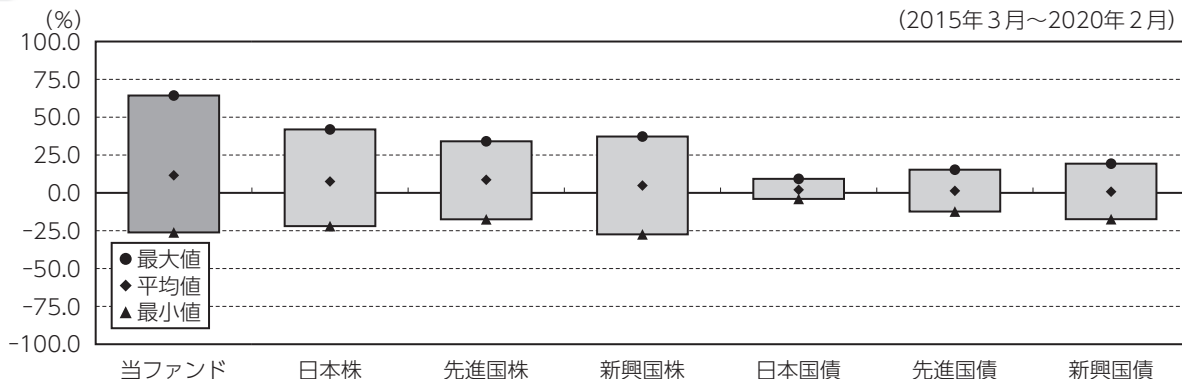 (%)
(2015年3月～2020年2月)
100.0
75.0
50.0
25.0
0.0
-25.0
-50.0
-75.0
-100.0
●最大値
◆平均値
▲最小値
当ファンド 日本株 先進国株 新興国株 日本国債 先進国債 新興国債